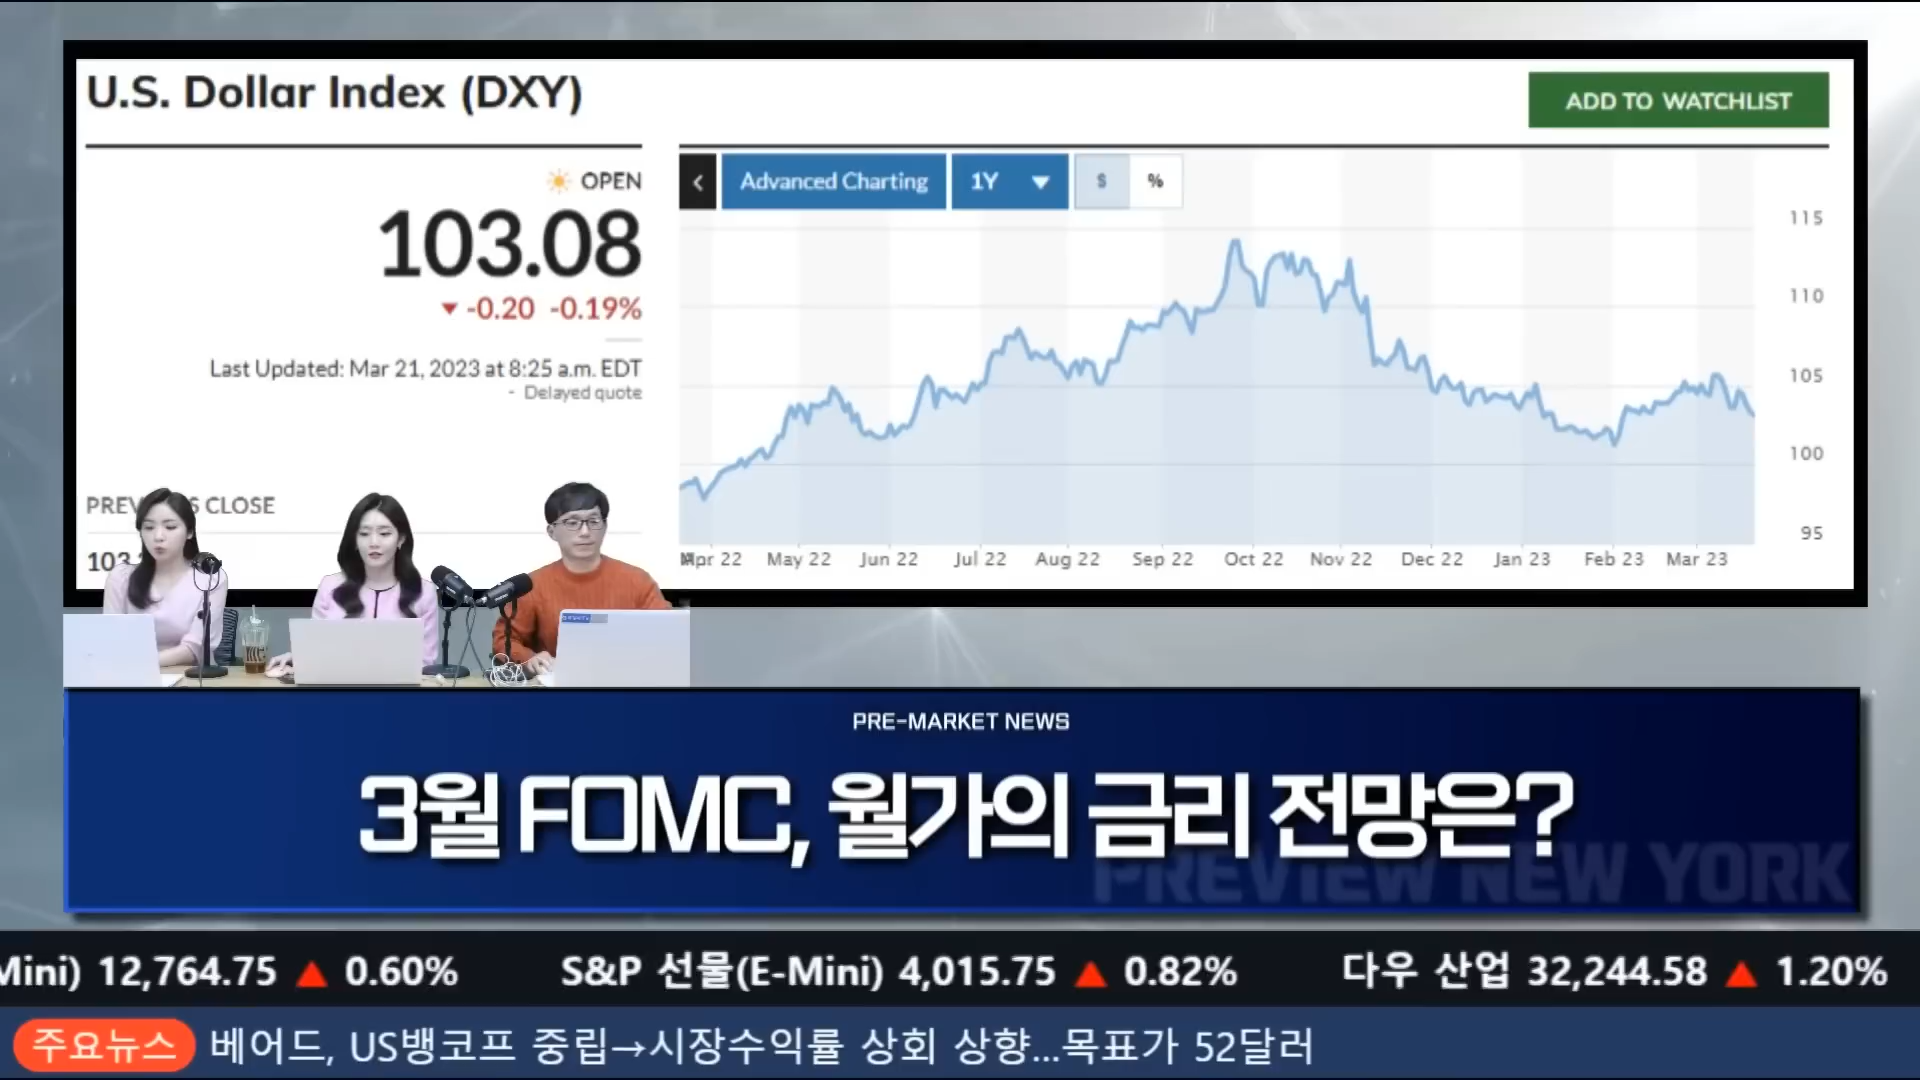 U.S. Dollar Index (DXY)
ADD TO WATCHLIST
OPEN
103.08
-0.20 -0.19%
Last Updated: Mar 21, 2023 at 8:25 a.m. EDT
- Delayed quote
CLOSE
Advanced Charting
1Y
$
%
115
110
105
100
95
Apr 22 May 22 Jun 22 Jul 22 Aug 22 Sep 22 Oct 22 Nov 22 Dec 22 Jan 23 Feb 23 Mar 23
PRE-MARKET NEWS
3월 FOMC, 월가의 금리 전망은?
PREVIEW NEW YORK
Mini) 12,764.75 ▲ 0.60% S&P 선물(E-Mini) 4,015.75 ▲ 0.82% 다우 산업 32,244.58 ▲ 1.20%
주요뉴스 베어드, US뱅코프 중립→시장수익률 상회 상향...목표가 52달러